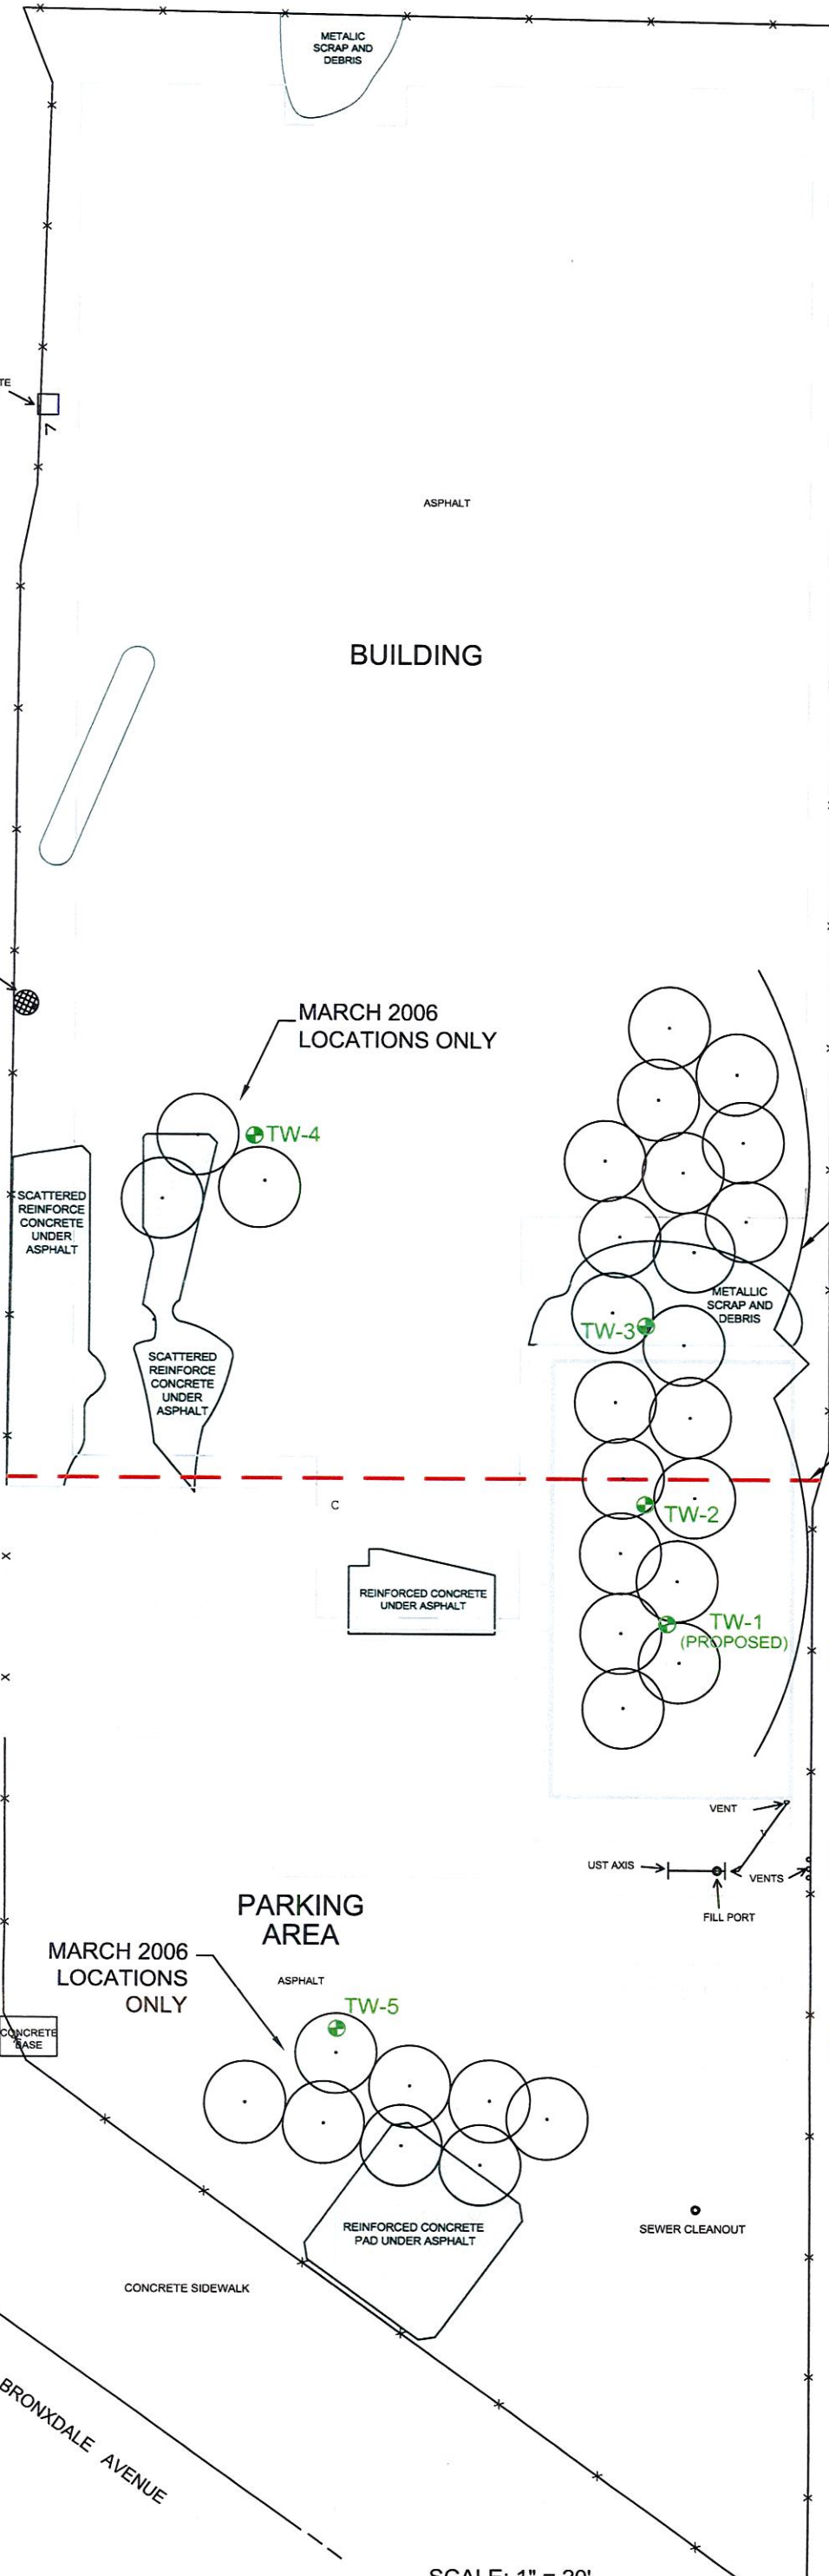 METALIC
SCRAP AND
DEBRIS
TE
ASPHALT
BUILDING
MARCH 2006
LOCATIONS ONLY
TW-4
SCATTERED
REINFORCE
CONCRETE
UNDER
ASPHALT
METALLIC
SCRAP AND
DEBRIS
TW-3
SCATTERED
REINFORCE
CONCRETE
UNDER
ASPHALT
C
TW-2
REINFORCED CONCRETE
UNDER ASPHALT
TW-1
(PROPOSED)
VENT
V
UST AXIS
VENTS
FILL PORT
PARKING
AREA
MARCH 2006
LOCATIONS
ONLY
ASPHALT
TW-5
CONCRETE
BASE
REINFORCED CONCRETE
PAD UNDER ASPHALT
SEWER CLEANOUT
CONCRETE SIDEWALK
BRONXDALE AVENUE
SCALE: 1" =